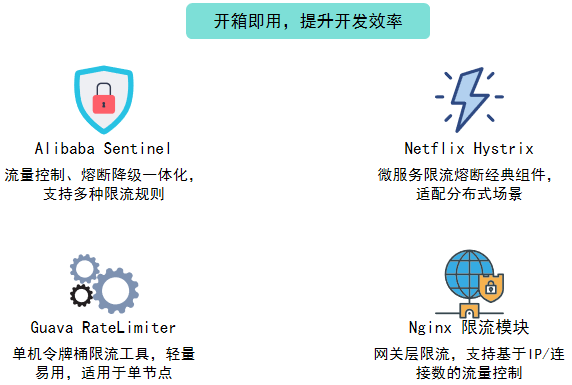 开箱即用，提升开发效率
Alibaba Sentinel
流量控制、熔断降级一体化，
支持多种限流规则
Netflix Hystrix
微服务限流熔断经典组件，
适配分布式场景
Guava RateLimiter
单机令牌桶限流工具，轻量
易用，适用于单节点
Nginx 限流模块
网关层限流，支持基于IP/连
接数的流量控制